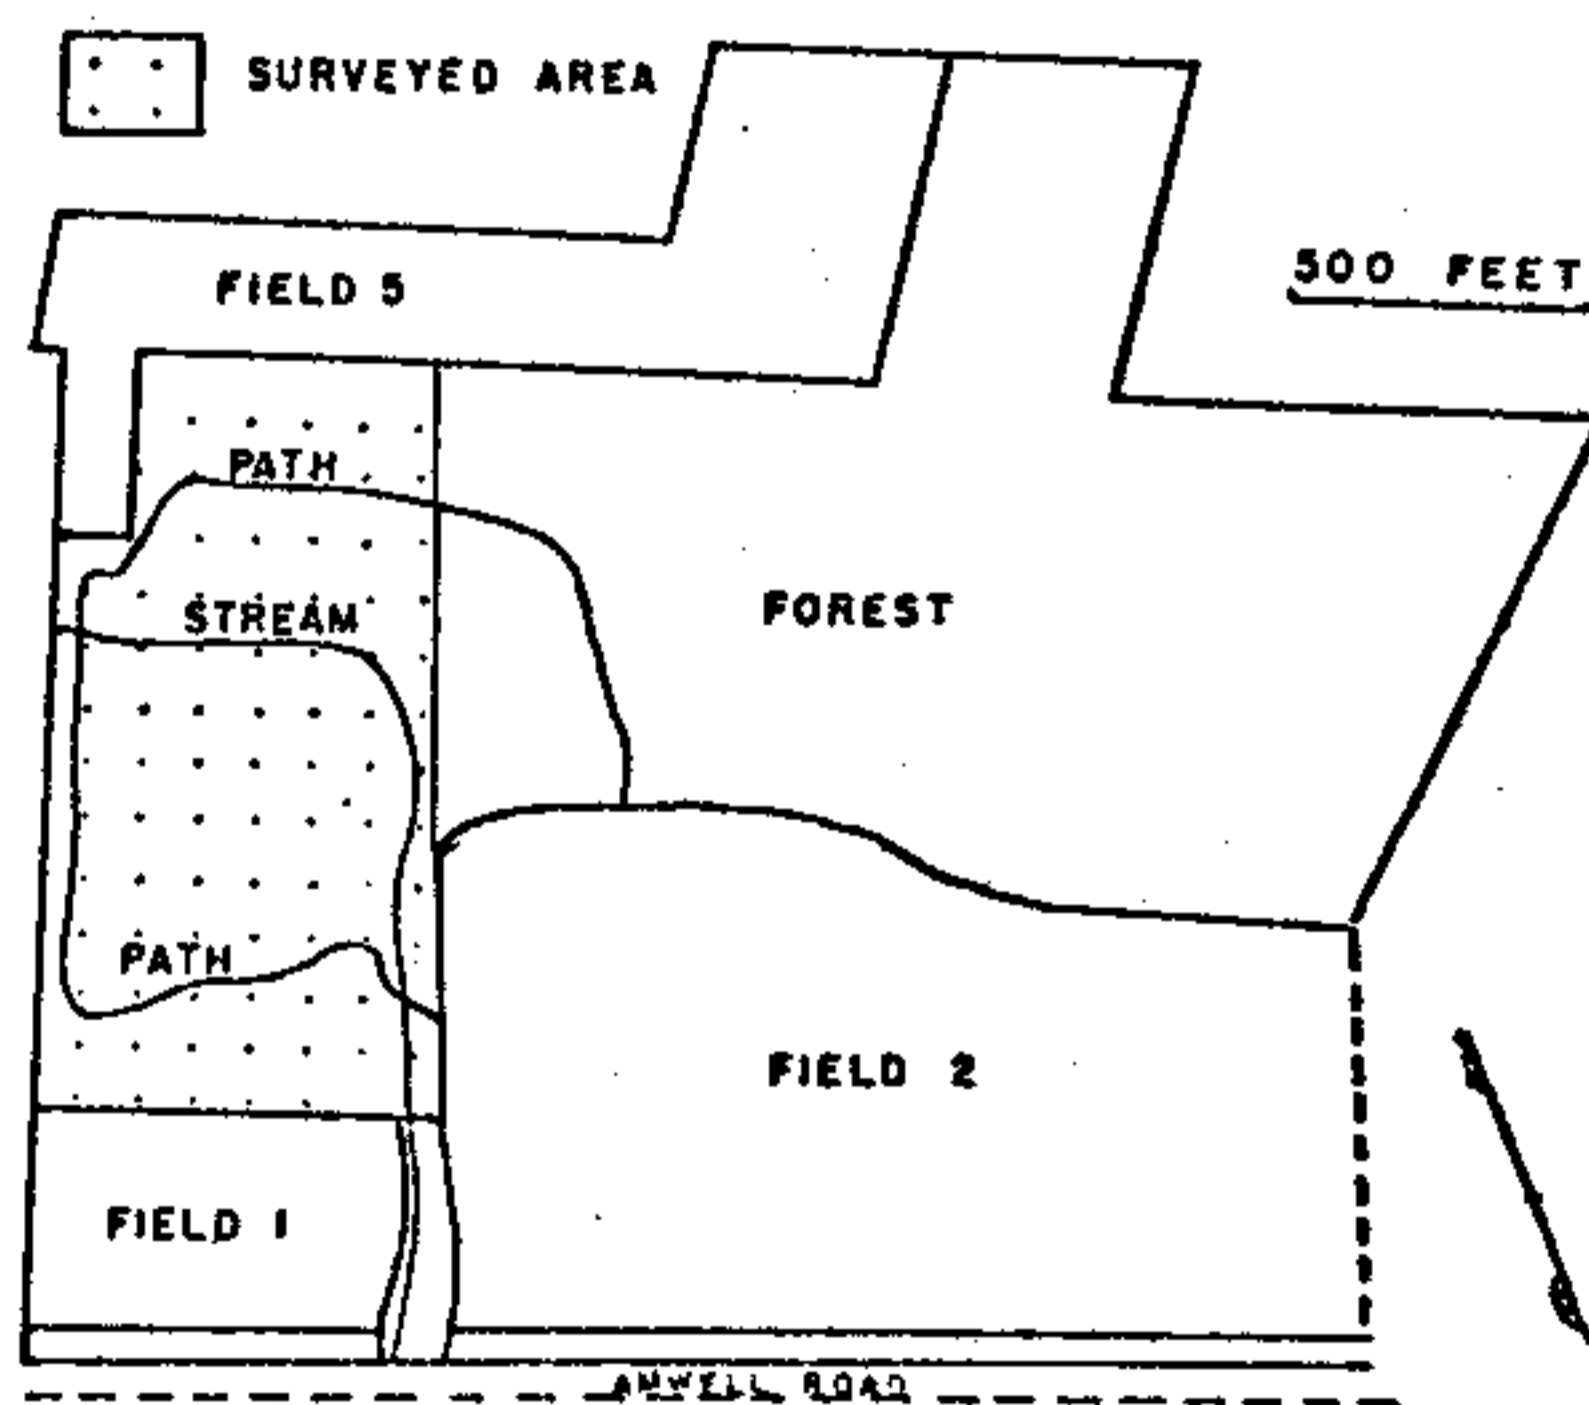 SURVEYED AREA
500 FEET
FIELD 5
PATH
STREAM
FOREST
PATH
FIELD 2
FIELD 1
AMWELL ROAD